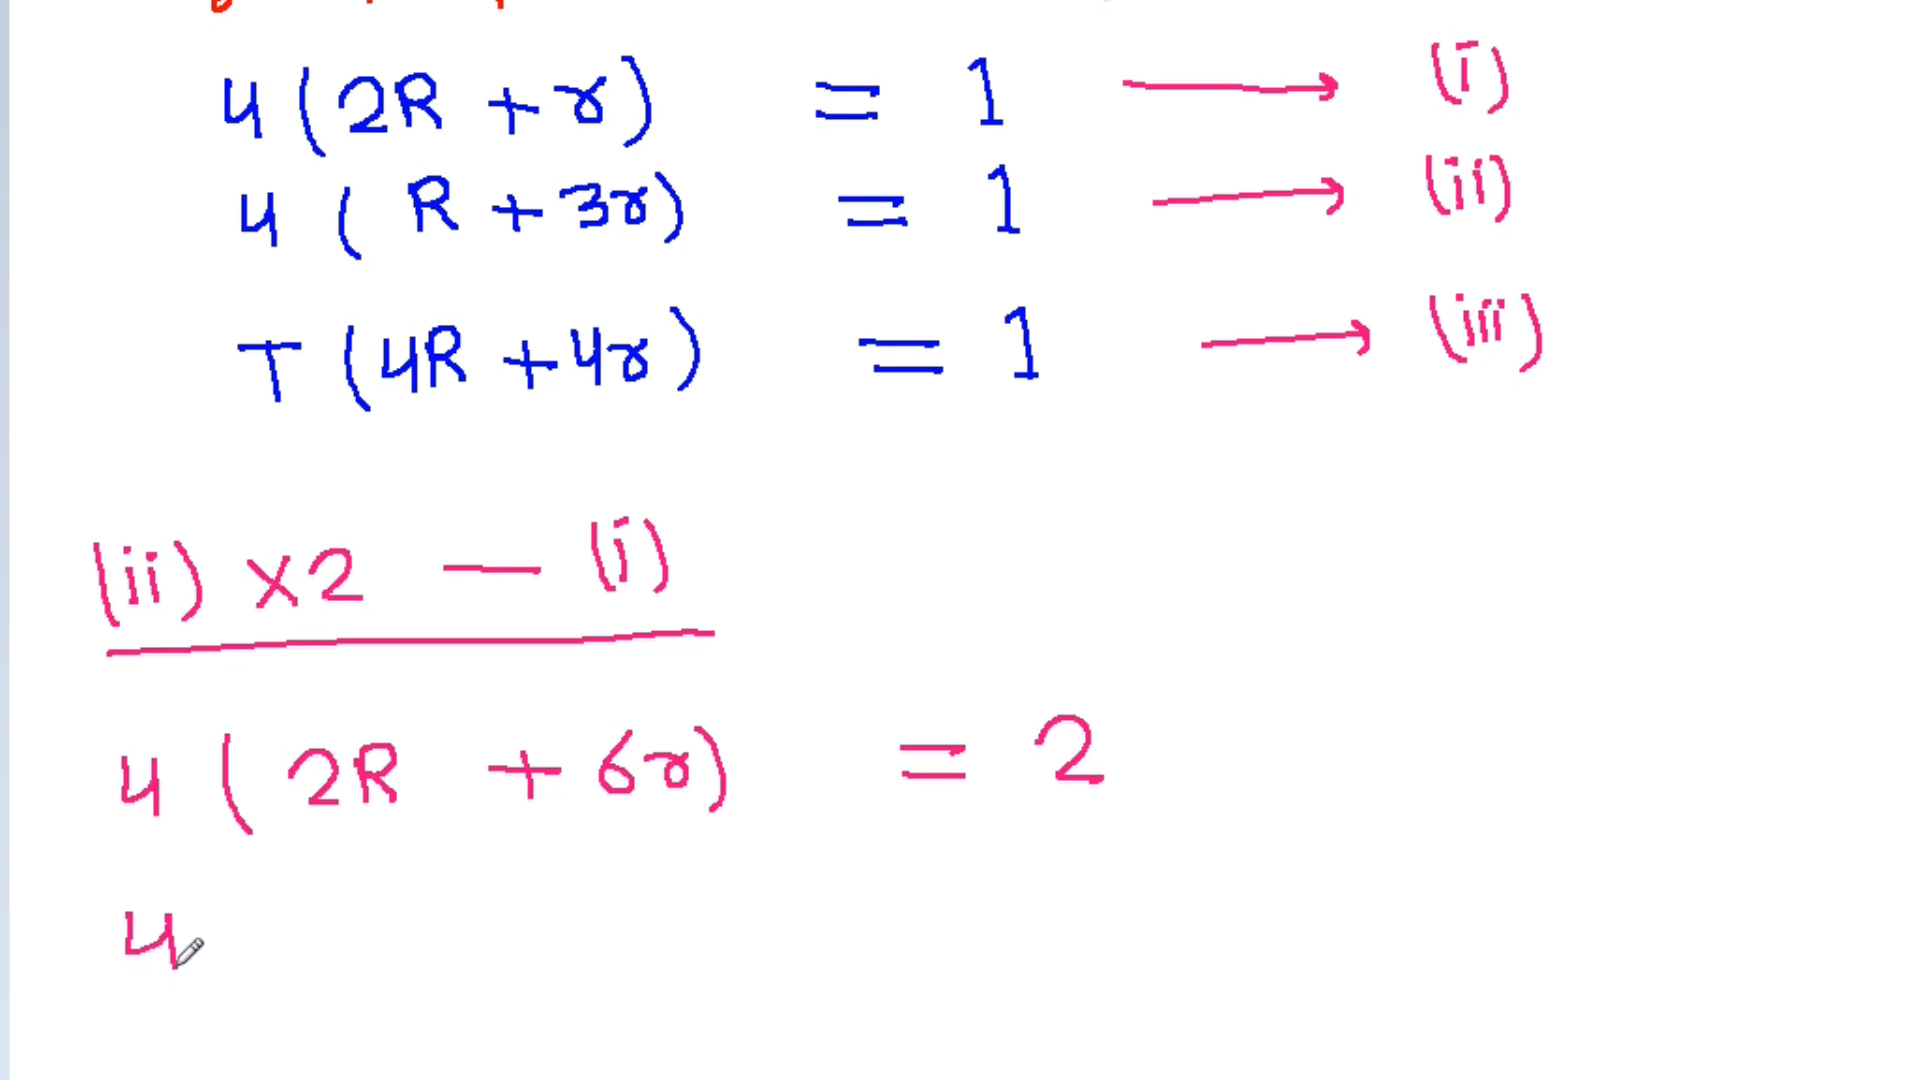 4 (2R + r) = 1 ⟶ (i)
4 ( R + 3r) = 1 ⟶ (ii)
T (4R + 4r) = 1 ⟶ (iii)
(ii) × 2 — (i)
4 ( 2R + 6r) = 2
4